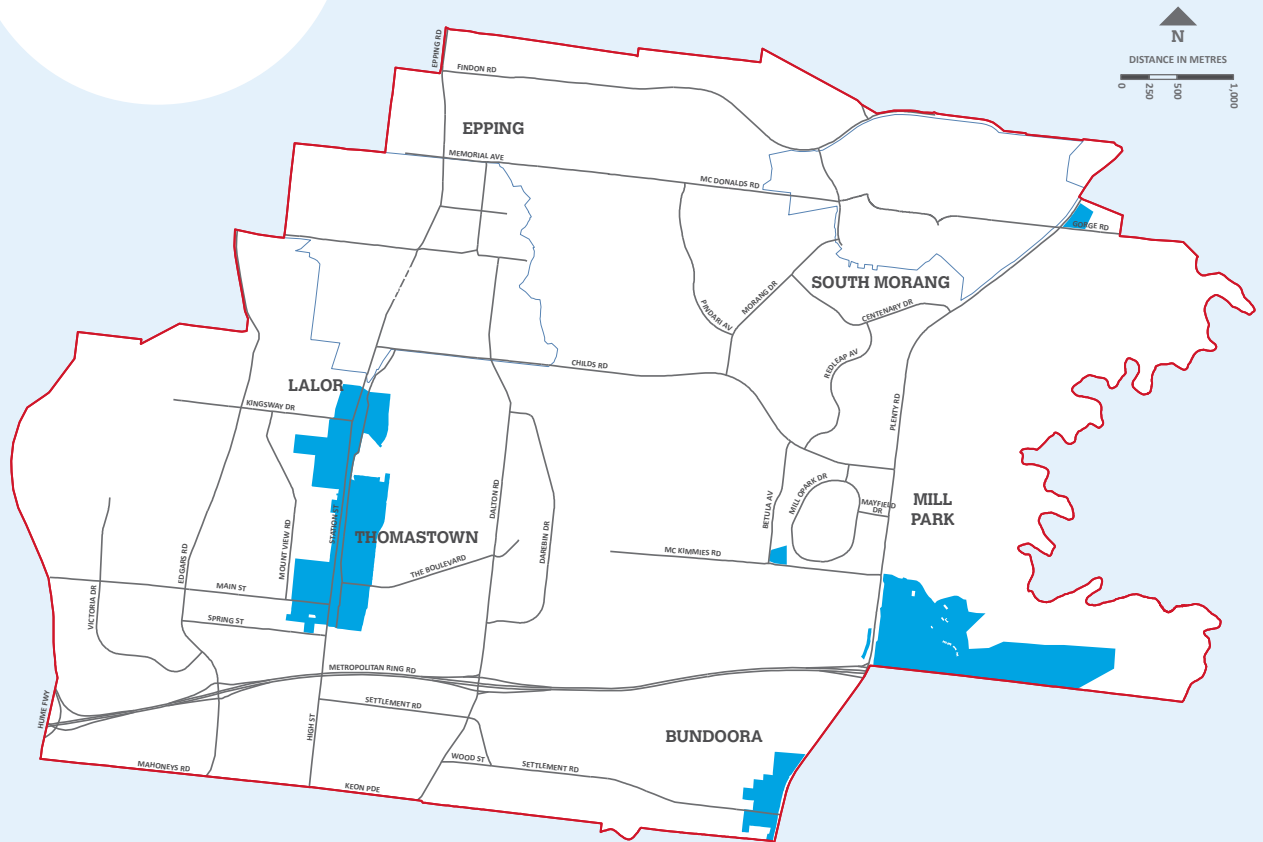 N
DISTANCE IN METRES
0
250
500
1,000
EPPING RD
FINDON RD
EPPING
MEMORIAL AVE
MC DONALDS RD
GORGE RD
SOUTH MORANG
MORANG DR
PINDARI AV
CENTENARY DR
CHILDS RD
REDLEAP AV
LALOR
KINGSWAY DR
PLENTY RD
MILL OPARK DR
MAYFIELD
DR
MILL
PARK
BETULA AV
DALTON RD
STATION ST
THOMASTOWN
DAREBIN DR
MOUNT VIEW RD
EDGARS RD
THE BOULEVARD
MC KIMMIES RD
MAIN ST
VICTORIA DR
SPRING ST
METROPOLITAN RING RD
HUME FWY
SETTLEMENT RD
HIGH ST
BUNDOORA
WOOD ST
SETTLEMENT RD
MAHONEYS RD
KEON PDE